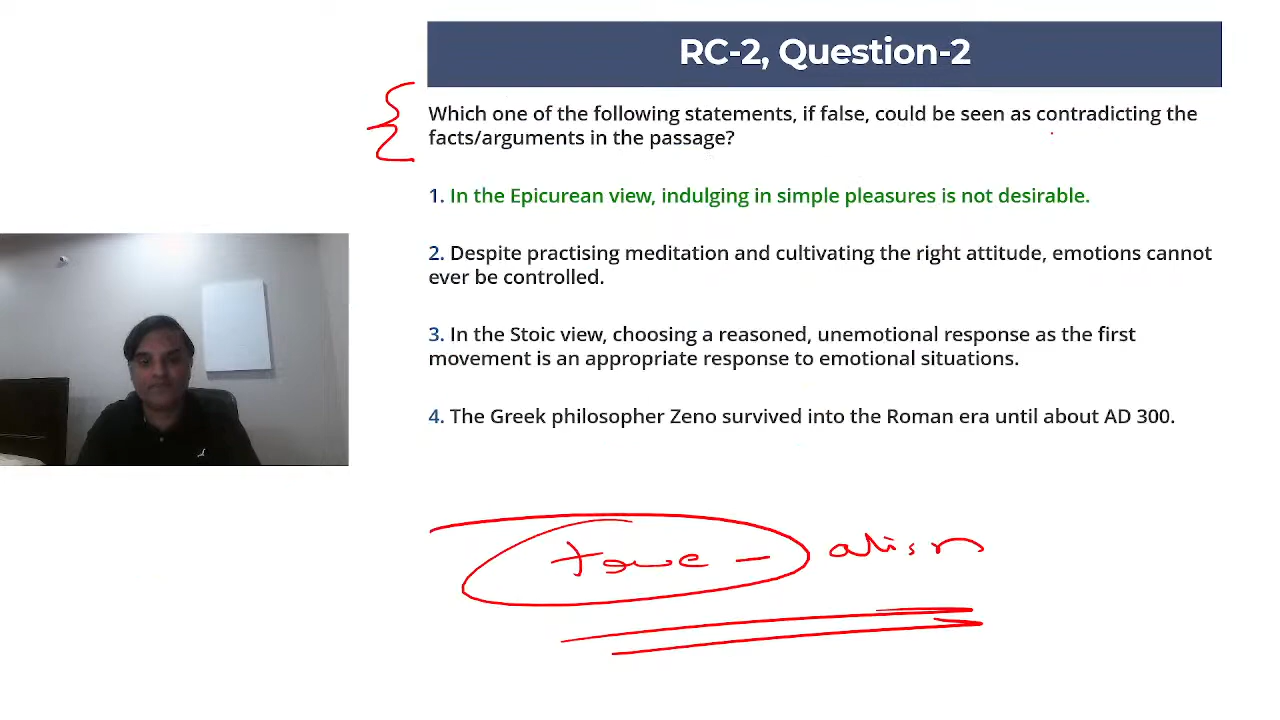 RC-2, Question-2
Which one of the following statements, if false, could be seen as contradicting the
facts/arguments in the passage?
1. In the Epicurean view, indulging in simple pleasures is not desirable.
2. Despite practising meditation and cultivating the right attitude, emotions cannot
ever be controlled.
3. In the Stoic view, choosing a reasoned, unemotional response as the first
movement is an appropriate response to emotional situations.
4. The Greek philosopher Zeno survived into the Roman era until about AD 300.